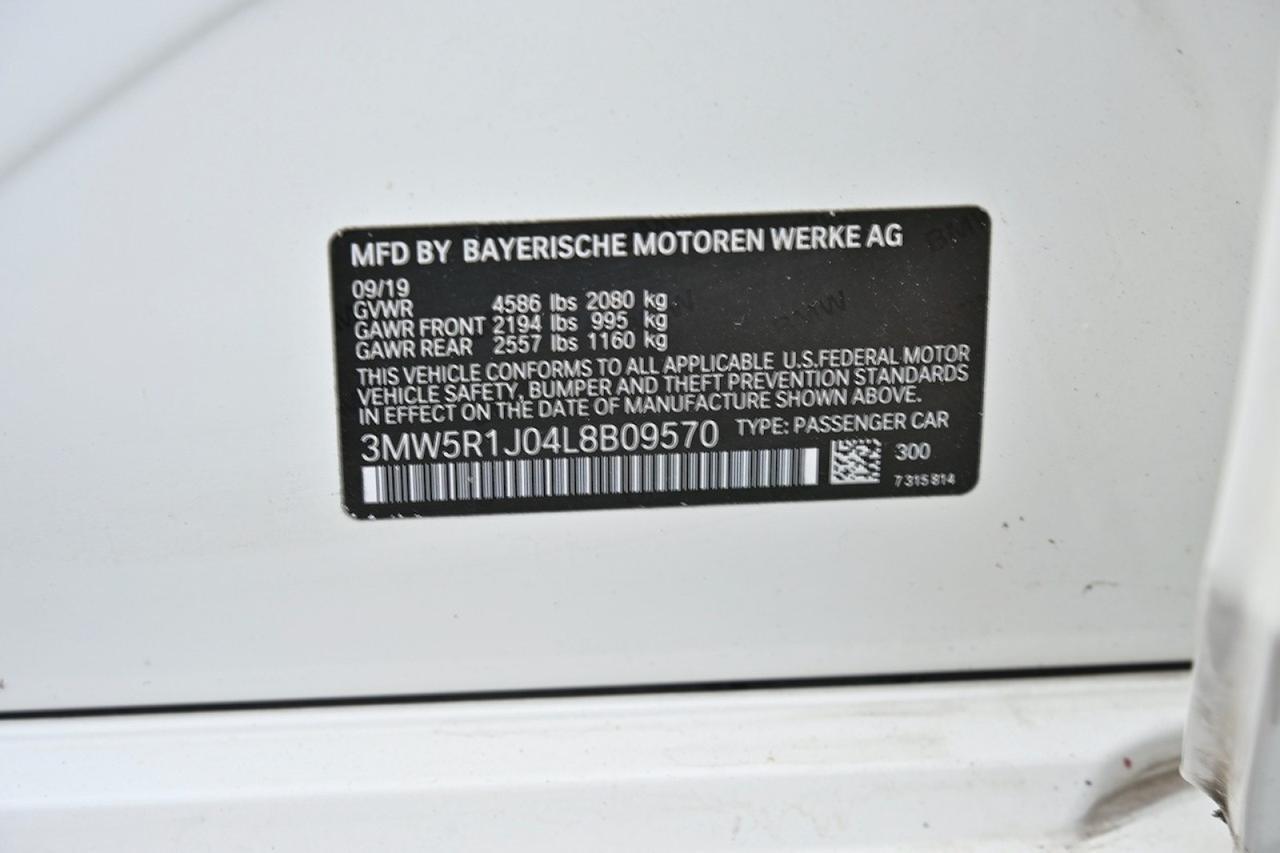 MFD BY BAYERISCHE MOTOREN WERKE AG
09/19
GVWR 4586 lbs 2080 kg
GAWR FRONT 2194 lbs 995 kg
GAWR REAR 2557 lbs 1160 kg
THIS VEHICLE CONFORMS TO ALL APPLICABLE U.S.FEDERAL MOTOR
VEHICLE SAFETY, BUMPER AND THEFT PREVENTION STANDARDS
IN EFFECT ON THE DATE OF MANUFACTURE SHOWN ABOVE.
3MW5R1J04L8B09570 TYPE: PASSENGER CAR
300
7 315 814